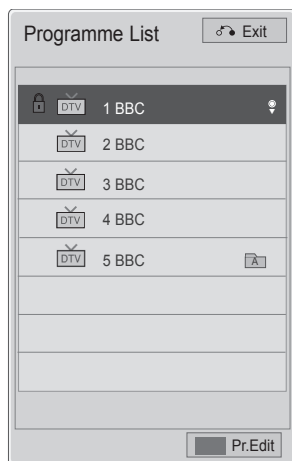 Programme List
Exit
DTV 1 BBC
DTV 2 BBC
DTV 3 BBC
DTV 4 BBC
DTV 5 BBC A
Pr.Edit